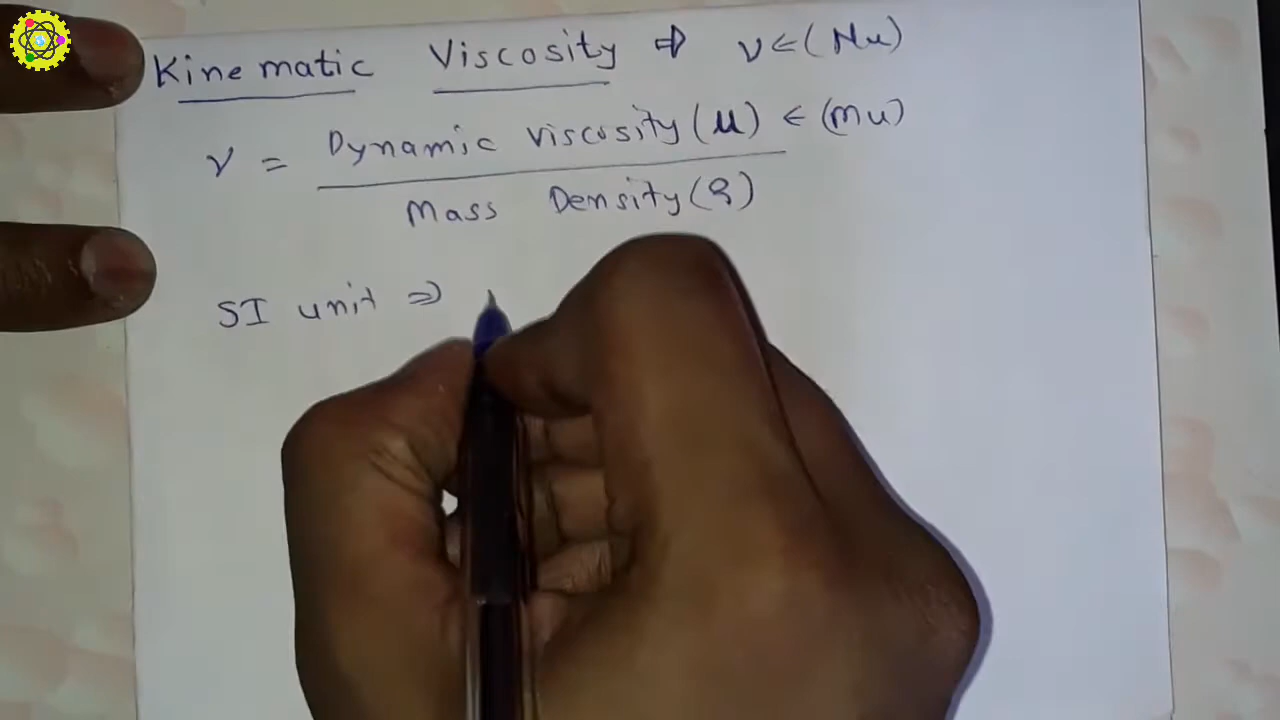 Kinematic Viscosity ⇒ ν ← (Nu)
ν = Dynamic Viscosity (μ) ← (mu)
Mass Density (ρ)
SI unit ⇒